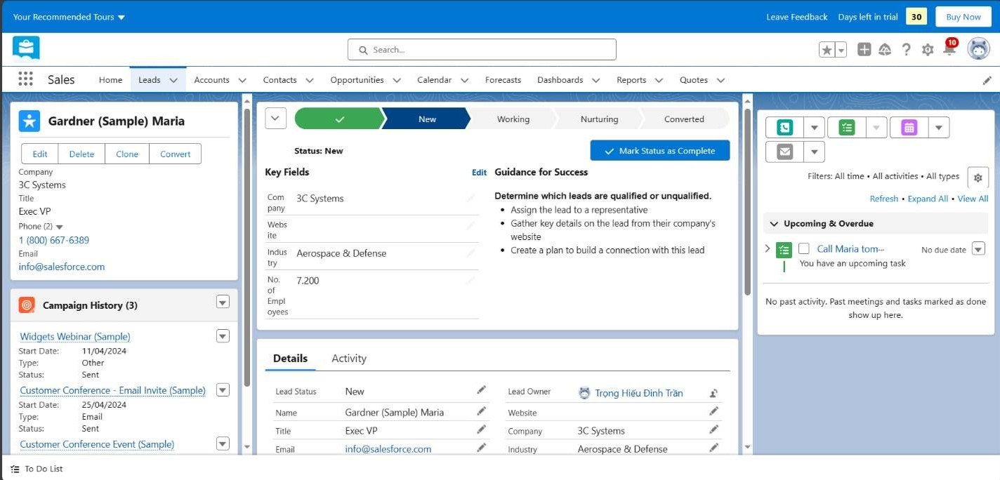 Your Recommended Tours
Leave Feedback Days left in trial 30 Buy Now
Search...
10
Sales Home Leads Accounts Contacts Opportunities Calendar Forecasts Dashboards Reports Quotes
Gardner (Sample) Maria
Edit Delete Clone Convert
Company
3C Systems
Title
Exec VP
Phone (2)
1 (800) 667-6389
Email
info@salesforce.com
Campaign History (3)
Widgets Webinar (Sample)
Start Date: 11/04/2024
Type: Other
Status: Sent
Customer Conference - Email Invite (Sample)
Start Date: 25/04/2024
Type: Email
Status: Sent
Customer Conference Event (Sample)
New Working Nurturing Converted
Status: New
Mark Status as Complete
Key Fields Edit
Com
pany 3C Systems
Webs
ite
Indus
try Aerospace & Defense
No. 7.200
of
Empl
oyees
Guidance for Success
Determine which leads are qualified or unqualified.
• Assign the lead to a representative
• Gather key details on the lead from their company's
website
• Create a plan to build a connection with this lead
Details Activity
Lead Status New
Name Gardner (Sample) Maria
Title Exec VP
Email info@salesforce.com
Lead Owner Trọng Hiếu Đinh Trần
Website
Company 3C Systems
Industry Aerospace & Defense
Filters: All time • All activities • All types
Refresh • Expand All • View All
Upcoming & Overdue
Call Maria tom... No due date
You have an upcoming task
No past activity. Past meetings and tasks marked as done
show up here.
To Do List